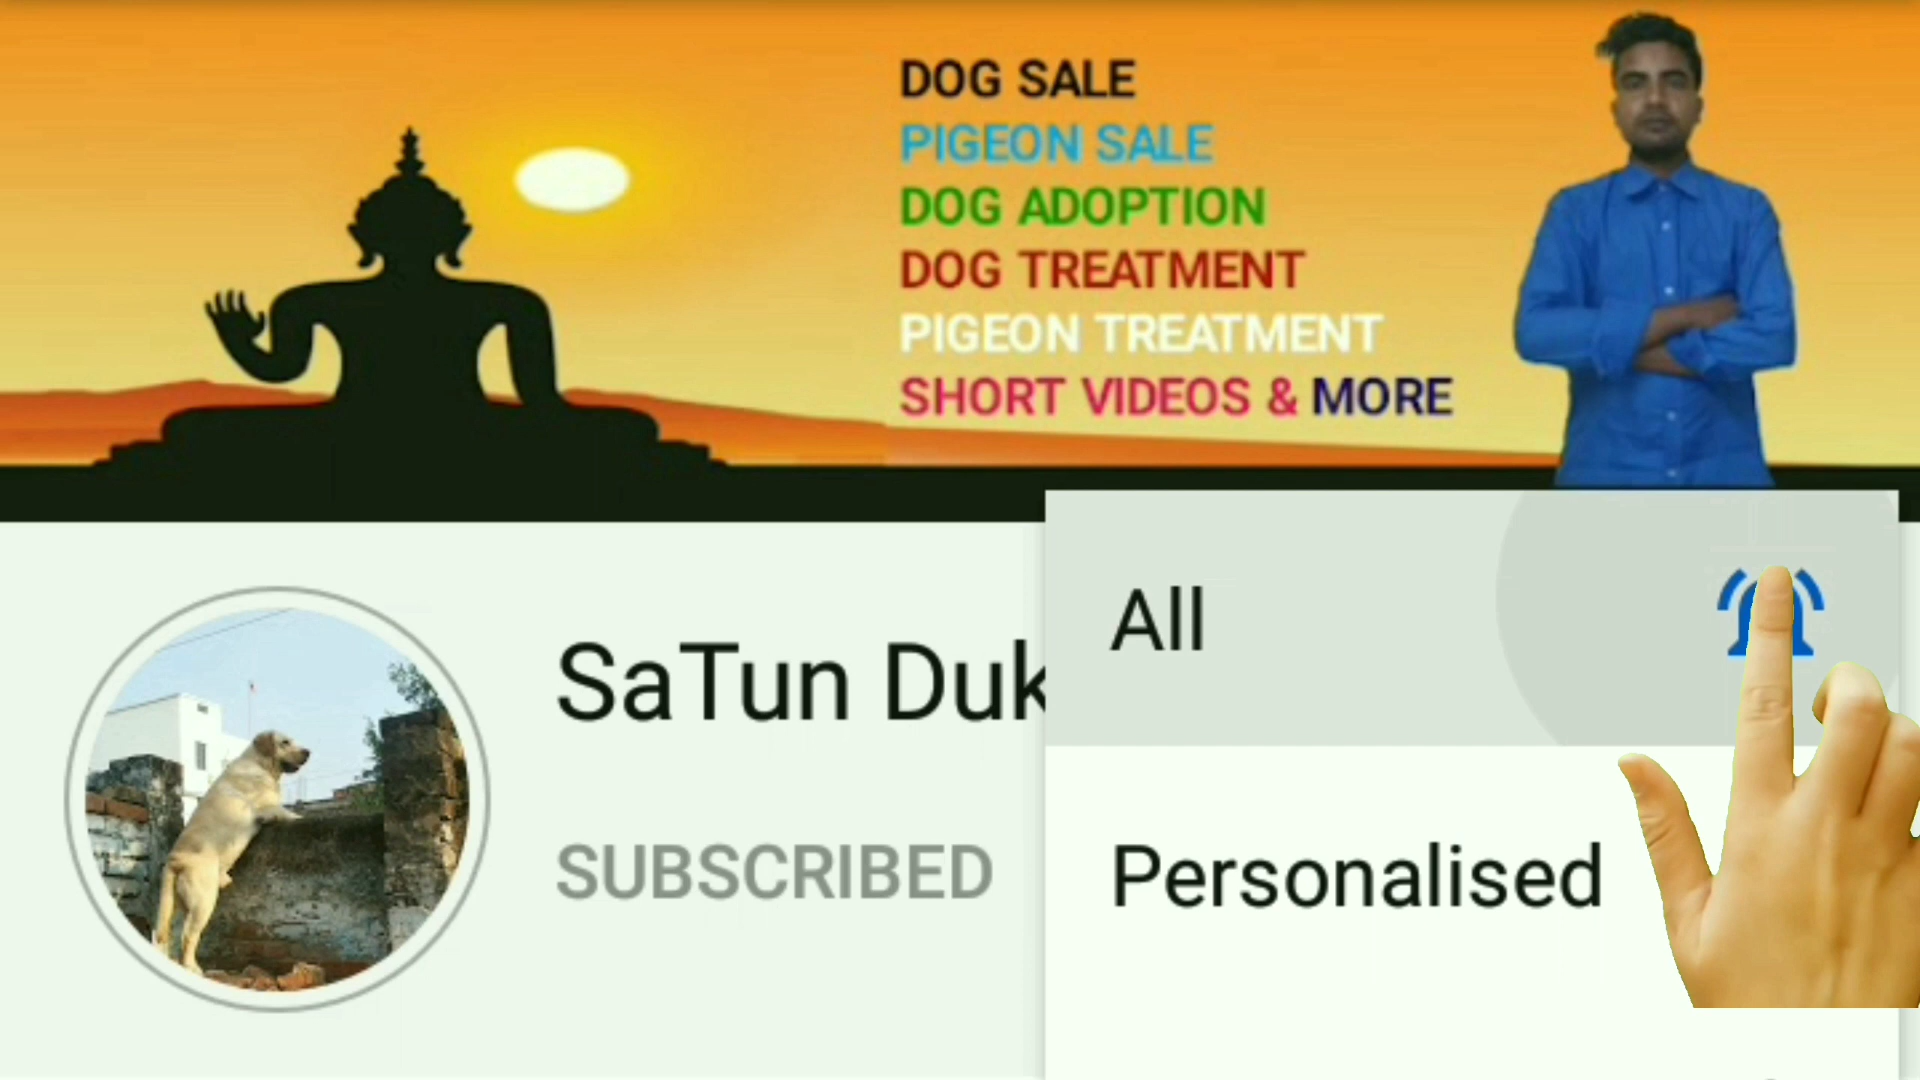 DOG SALE
PIGEON SALE
DOG ADOPTION
DOG TREATMENT
PIGEON TREATMENT
SHORT VIDEOS & MORE
SaTun Duk
SUBSCRIBED
All
Personalised